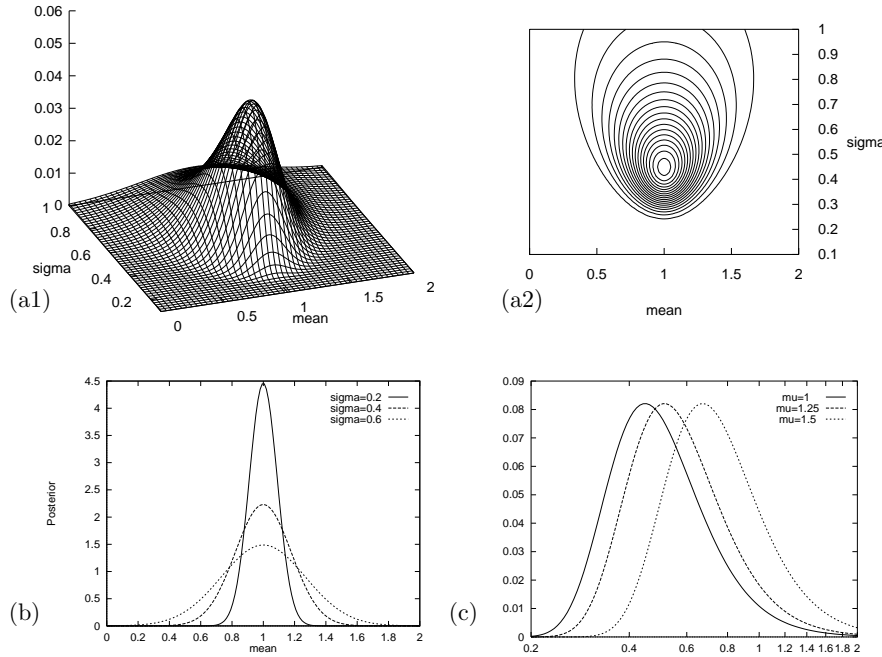 0.06
0.05
0.04
0.03
0.02
0.01
0
1
0.8
0.6
0.4
0.2
sigma
0
0.5
1
1.5
2
mean
(a1)
1
0.9
0.8
0.7
0.6
0.5
0.4
0.3
0.2
0.1
sigma
0
0.5
1
1.5
2
mean
(a2)
4.5
4
3.5
3
2.5
2
1.5
1
0.5
0
Posterior
sigma=0.2
sigma=0.4
sigma=0.6
0 0.2 0.4 0.6 0.8 1 1.2 1.4 1.6 1.8 2
mean
(b)
0.09
0.08
0.07
0.06
0.05
0.04
0.03
0.02
0.01
0
mu=1
mu=1.25
mu=1.5
0.2 0.4 0.6 0.8 1 1.2 1.4 1.6 1.8 2
(c)